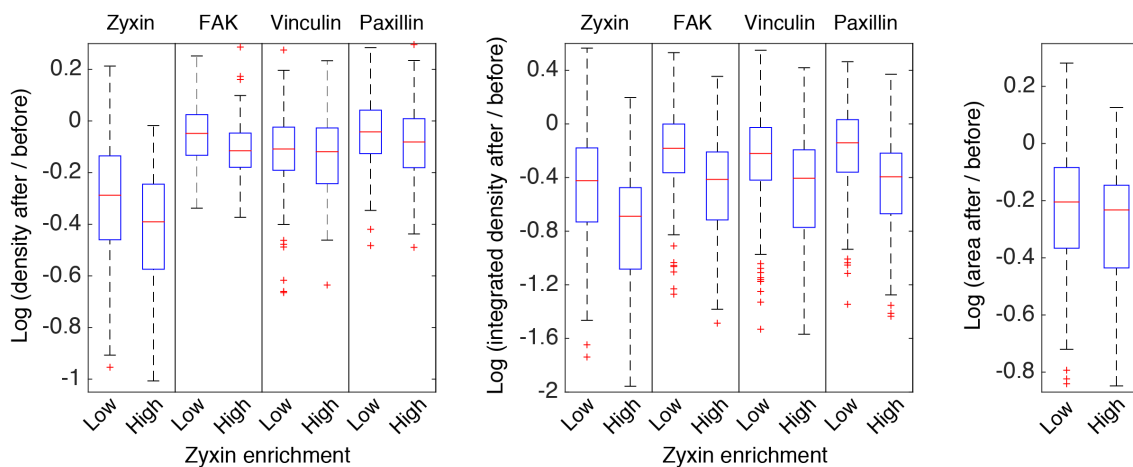 Zyxin FAK Vinculin Paxillin
Log (density after / before)
0.2
0
-0.2
-0.4
-0.6
-0.8
-1
Low High Low High Low High Low High
Zyxin enrichment
Zyxin FAK Vinculin Paxillin
Log (integrated density after / before)
0.4
-0
-0.4
-0.8
-1.2
-1.6
-2
Low High Low High Low High Low High
Zyxin enrichment
Log (area after / before)
0.2
-0
-0.2
-0.4
-0.6
-0.8
Low High